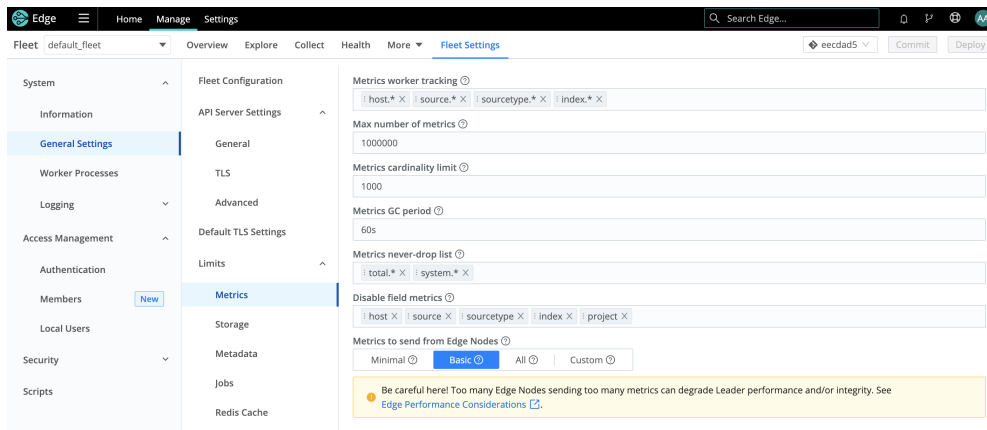 Edge Home Manage Settings Search Edge... AA
Fleet default_fleet Overview Explore Collect Health More Fleet Settings eecdad5 Commit Deploy
System
Information
General Settings
Worker Processes
Logging
Access Management
Authentication
Members New
Local Users
Security
Scripts
Fleet Configuration
API Server Settings
General
TLS
Advanced
Default TLS Settings
Limits
Metrics
Storage
Metadata
Jobs
Redis Cache
Metrics worker tracking
host.* source.* sourcetype.* index.*
Max number of metrics
1000000
Metrics cardinality limit
1000
Metrics GC period
60s
Metrics never-drop list
total.* system.*
Disable field metrics
host source sourcetype index project
Metrics to send from Edge Nodes
Minimal Basic All Custom
Be careful here! Too many Edge Nodes sending too many metrics can degrade Leader performance and/or integrity. See
Edge Performance Considerations.